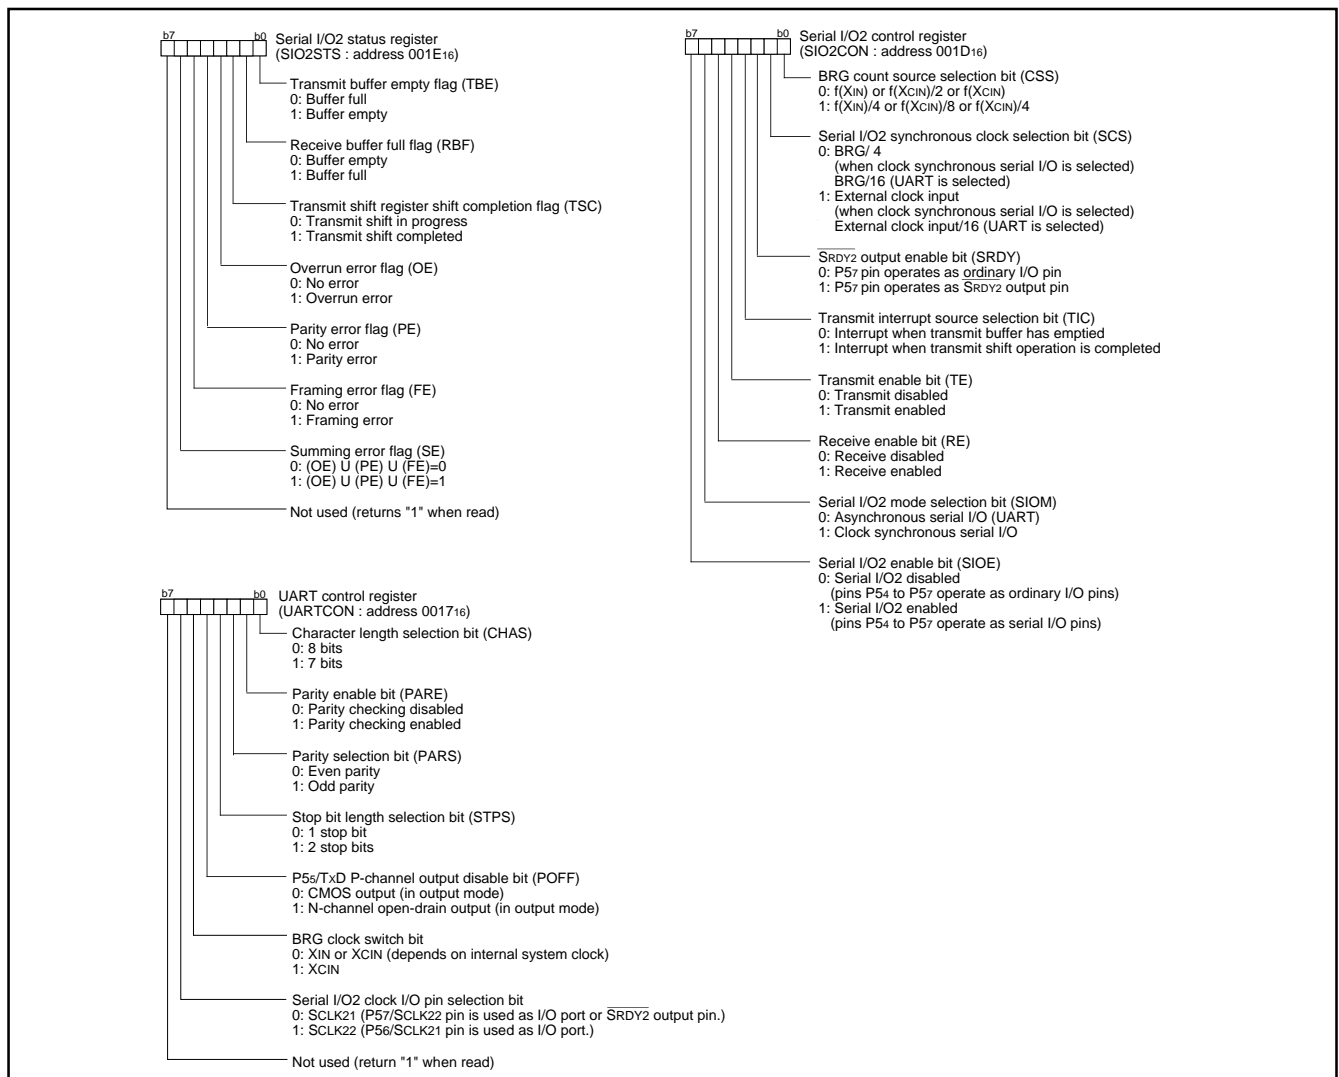 b7 b0
Serial I/O2 status register
(SIO2STS : address 001E16)
Transmit buffer empty flag (TBE)
0: Buffer full
1: Buffer empty
Receive buffer full flag (RBF)
0: Buffer empty
1: Buffer full
Transmit shift register shift completion flag (TSC)
0: Transmit shift in progress
1: Transmit shift completed
Overrun error flag (OE)
0: No error
1: Overrun error
Parity error flag (PE)
0: No error
1: Parity error
Framing error flag (FE)
0: No error
1: Framing error
Summing error flag (SE)
0: (OE) U (PE) U (FE)=0
1: (OE) U (PE) U (FE)=1
Not used (returns "1" when read)
b7 b0
UART control register
(UARTCON : address 001716)
Character length selection bit (CHAS)
0: 8 bits
1: 7 bits
Parity enable bit (PARE)
0: Parity checking disabled
1: Parity checking enabled
Parity selection bit (PARS)
0: Even parity
1: Odd parity
Stop bit length selection bit (STPS)
0: 1 stop bit
1: 2 stop bits
P55/TXD P-channel output disable bit (POFF)
0: CMOS output (in output mode)
1: N-channel open-drain output (in output mode)
BRG clock switch bit
0: XIN or XCIN (depends on internal system clock)
1: XCIN
Serial I/O2 clock I/O pin selection bit
0: SCLK21 (P57/SCLK22 pin is used as I/O port or SRDY2 output pin.)
1: SCLK22 (P56/SCLK21 pin is used as I/O port.)
Not used (return "1" when read)
b7 b0
Serial I/O2 control register
(SIO2CON : address 001D16)
BRG count source selection bit (CSS)
0: f(XIN) or f(XCIN)/2 or f(XCIN)
1: f(XIN)/4 or f(XCIN)/8 or f(XCIN)/4
Serial I/O2 synchronous clock selection bit (SCS)
0: BRG/ 4
(when clock synchronous serial I/O is selected)
BRG/16 (UART is selected)
1: External clock input
(when clock synchronous serial I/O is selected)
External clock input/16 (UART is selected)
SRDY2 output enable bit (SRDY)
0: P57 pin operates as ordinary I/O pin
1: P57 pin operates as SRDY2 output pin
Transmit interrupt source selection bit (TIC)
0: Interrupt when transmit buffer has emptied
1: Interrupt when transmit shift operation is completed
Transmit enable bit (TE)
0: Transmit disabled
1: Transmit enabled
Receive enable bit (RE)
0: Receive disabled
1: Receive enabled
Serial I/O2 mode selection bit (SIOM)
0: Asynchronous serial I/O (UART)
1: Clock synchronous serial I/O
Serial I/O2 enable bit (SIOE)
0: Serial I/O2 disabled
(pins P54 to P57 operate as ordinary I/O pins)
1: Serial I/O2 enabled
(pins P54 to P57 operate as serial I/O pins)